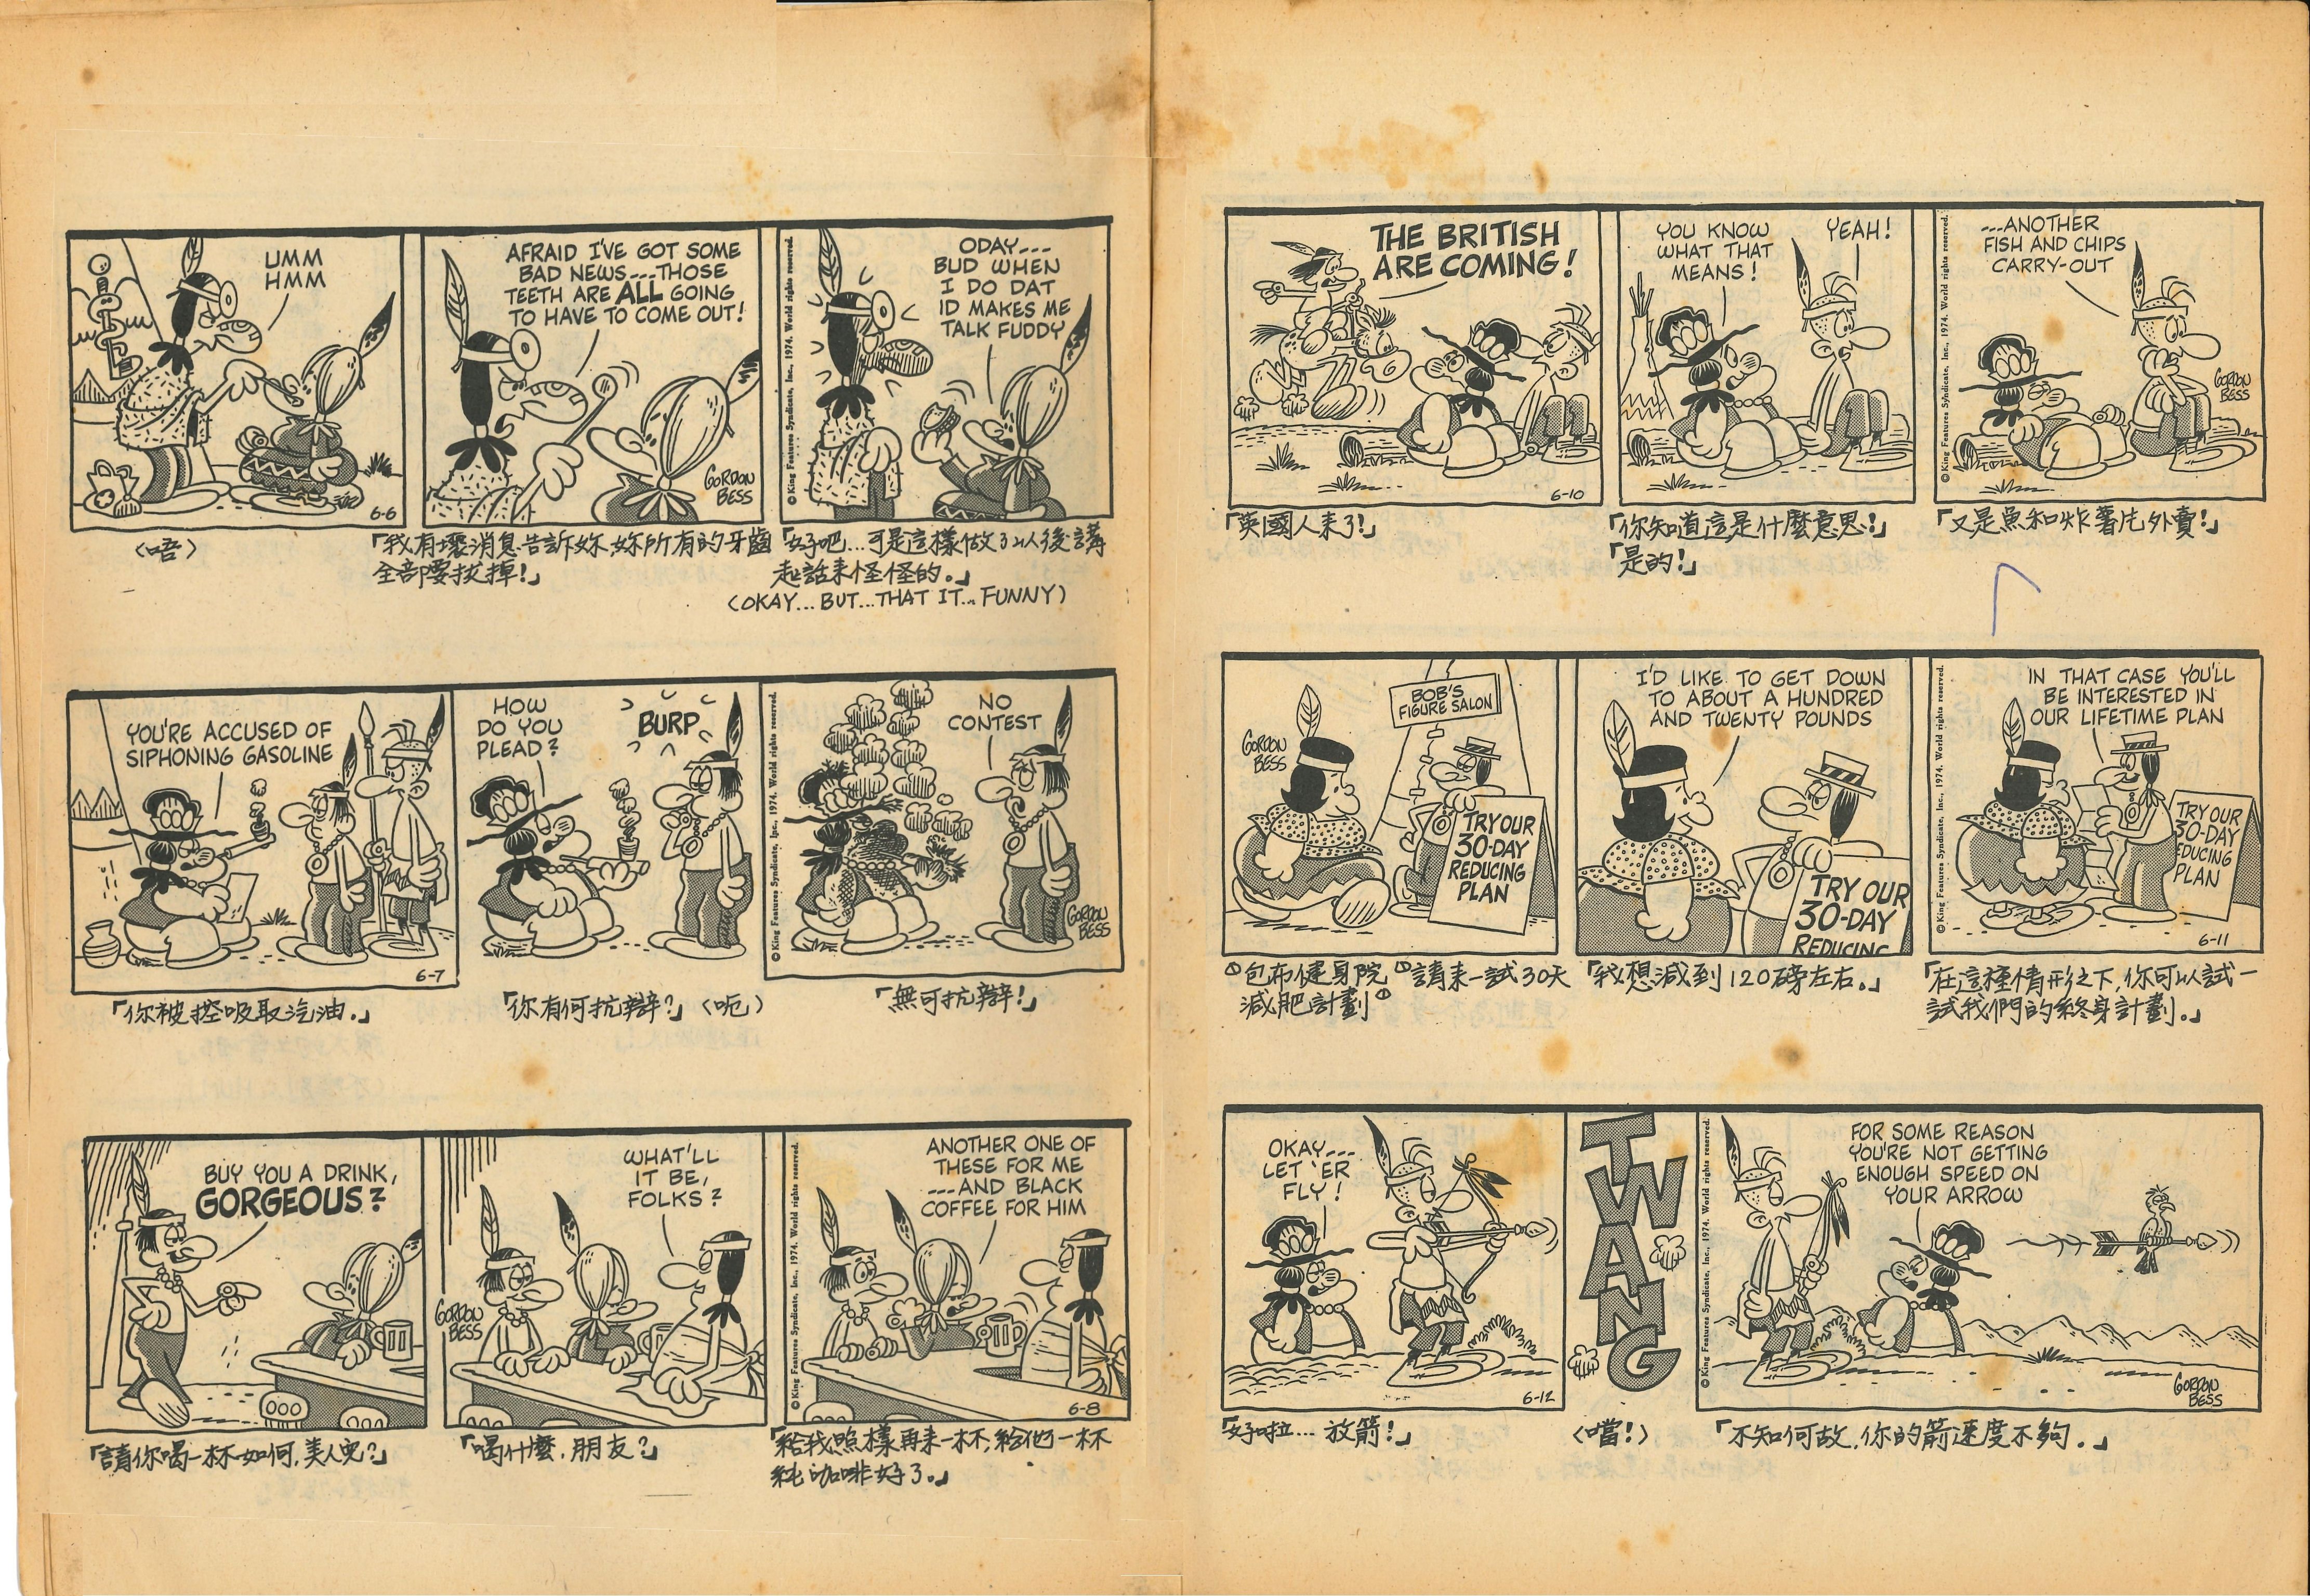 UMM
HMM
6-6
AFRAID I'VE GOT SOME
BAD NEWS---THOSE
TEETH ARE ALL GOING
TO HAVE TO COME OUT!
GORDON
BESS
© King Features Syndicate, Inc., 1974. World rights reserved.
ODAY---
BUD WHEN
I DO DAT
ID MAKES ME
TALK FUDDY
〈唔〉
「我有壞消息告訴妳，妳所有的牙齒
全部要拔掉！」
「好吧…可是這樣做了以後講
起話來怪怪的。」
(OKAY...BUT...THAT IT...FUNNY)
YOU'RE ACCUSED OF
SIPHONING GASOLINE
6-7
HOW
DO YOU
PLEAD?
BURP
© King Features Syndicate, Inc., 1974. World rights reserved.
NO
CONTEST
GORDON
BESS
「你被控吸取汽油.」
「你有何抗辯？」〈呃〉
「無可抗辯！」
BUY YOU A DRINK,
GORGEOUS?
WHAT'LL
IT BE,
FOLKS?
GORDON
BESS
© King Features Syndicate, Inc., 1974. World rights reserved.
ANOTHER ONE OF
THESE FOR ME
---AND BLACK
COFFEE FOR HIM
6-8
「請你喝一杯如何，美人兒？」
「喝什麼，朋友？」
「給我照樣再來一杯，給他一杯
純咖啡好了。」
THE BRITISH
ARE COMING!
6-10
YOU KNOW
WHAT THAT
MEANS!
YEAH!
© King Features Syndicate, Inc., 1974. World rights reserved.
---ANOTHER
FISH AND CHIPS
CARRY-OUT
GORDON
BESS
「英國人來了！」
「你知道這是什麼意思！」
「是的！」
「又是魚和炸薯片外賣！」
GORDON
BESS
BOB'S
FIGURE SALON
TRY OUR
30-DAY
REDUCING
PLAN
I'D LIKE TO GET DOWN
TO ABOUT A HUNDRED
AND TWENTY POUNDS
TRY OUR
30-DAY
REDUCING
© King Features Syndicate, Inc., 1974. World rights reserved.
IN THAT CASE YOU'LL
BE INTERESTED IN
OUR LIFETIME PLAN
TRY OUR
30-DAY
EDUCING
PLAN
6-11
包布健身院 請來一試30天
減肥計劃
「我想減到120磅左右.」
「在這種情形之下，你可以試一
試我們的終身計劃。」
OKAY---
LET 'ER
FLY!
6-12
TWANG
© King Features Syndicate, Inc., 1974. World rights reserved.
FOR SOME REASON
YOU'RE NOT GETTING
ENOUGH SPEED ON
YOUR ARROW
GORDON
BESS
「好啦…放箭！」
〈噹！〉
「不知何故，你的箭速度不夠.」